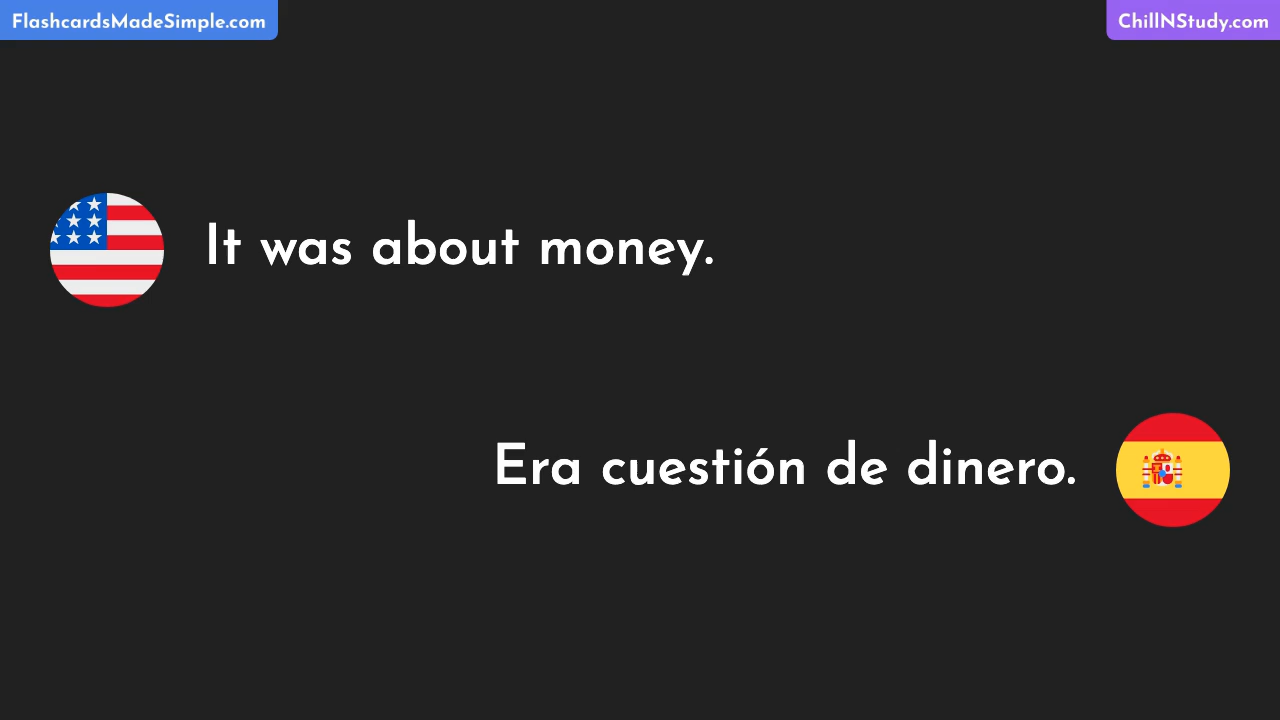 FlashcardsMadeSimple.com
ChillNStudy.com
It was about money.
Era cuestión de dinero.